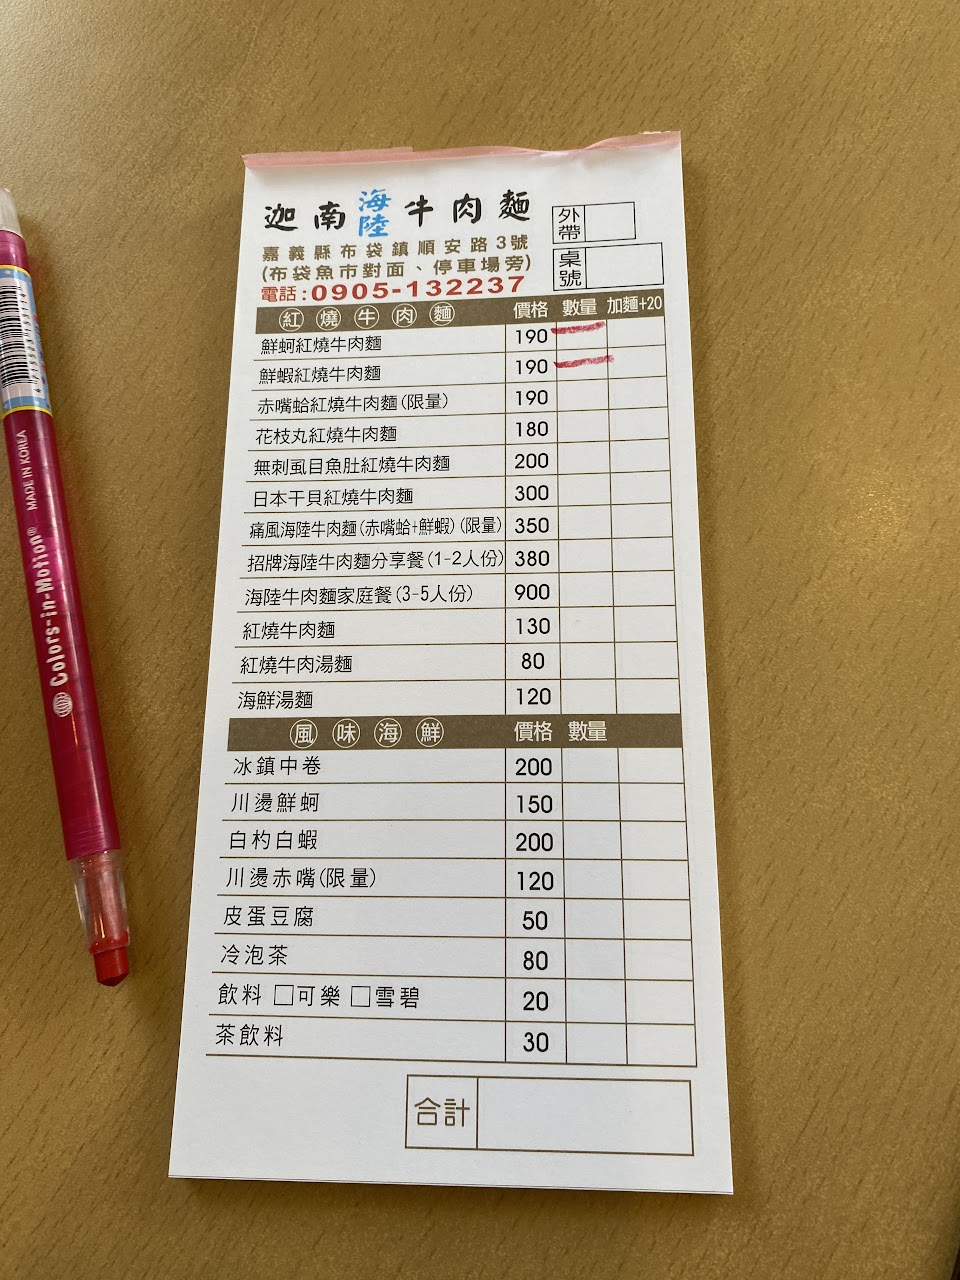 迦南海陸牛肉麵
外帶
嘉義縣布袋鎮順安路3號
(布袋魚市對面、停車場旁)
桌號
電話:0905-132237
紅燒牛肉麵 價格 數量 加麵+20
鮮蚵紅燒牛肉麵 190
鮮蝦紅燒牛肉麵 190
赤嘴蛤紅燒牛肉麵(限量) 190
花枝丸紅燒牛肉麵 180
無刺虱目魚肚紅燒牛肉麵 200
日本干貝紅燒牛肉麵 300
痛風海陸牛肉麵(赤嘴蛤+鮮蝦)(限量) 350
招牌海陸牛肉麵分享餐(1-2人份) 380
海陸牛肉麵家庭餐(3-5人份) 900
紅燒牛肉麵 130
紅燒牛肉湯麵 80
海鮮湯麵 120
風味海鮮 價格 數量
冰鎮中卷 200
川燙鮮蚵 150
白杓白蝦 200
川燙赤嘴(限量) 120
皮蛋豆腐 50
冷泡茶 80
飲料 □可樂 □雪碧 20
茶飲料 30
合計
Colors-in-Motion® MADE IN KOREA